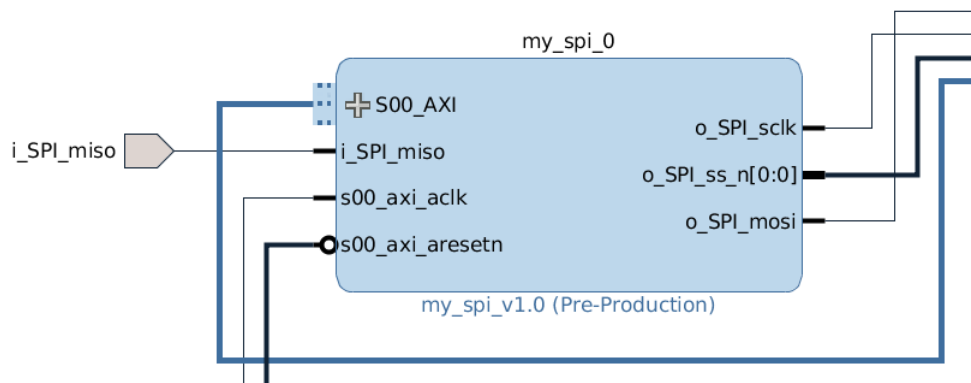 my_spi_0
S00_AXI
o_SPI_sclk
i_SPI_miso
i_SPI_miso
o_SPI_ss_n[0:0]
s00_axi_aclk
o_SPI_mosi
s00_axi_aresetn
my_spi_v1.0 (Pre-Production)